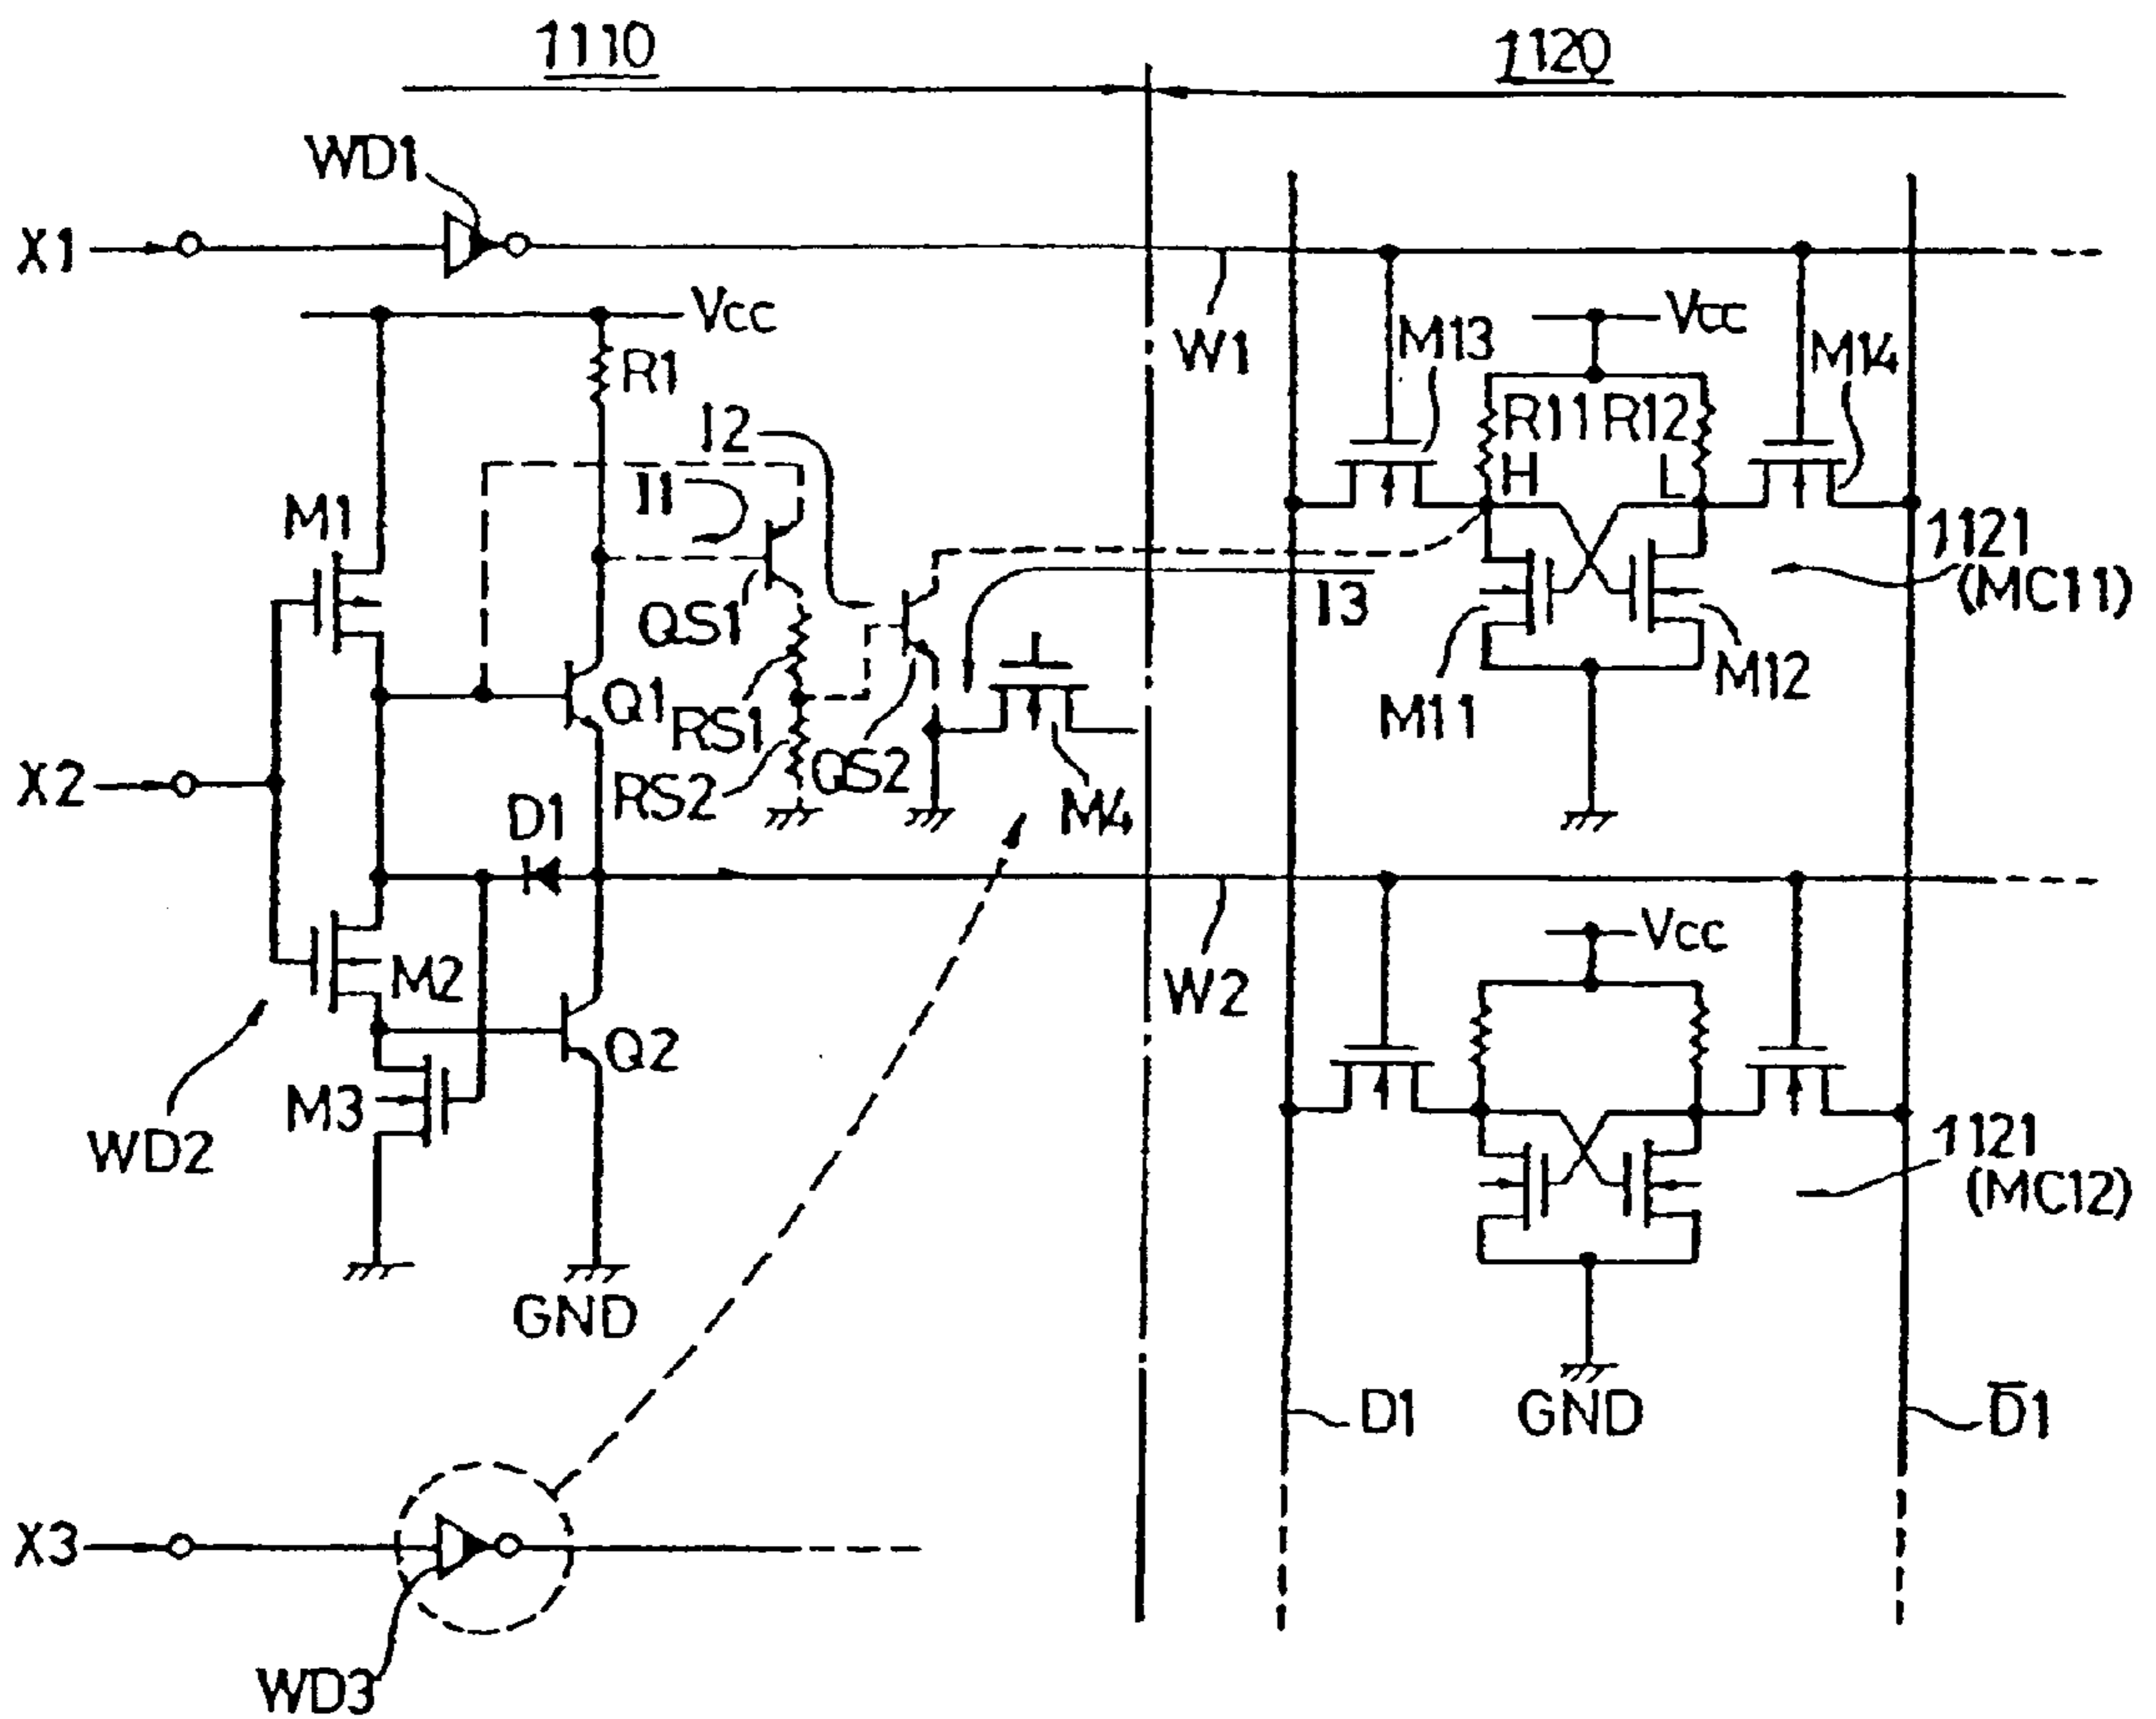 1110
1120
WD1
X1
Vcc
W1
M13
Vcc
M14
R1
I2
R11
R12
H
L
I1
M1
QS1
1121
(MC11)
I3
M12
M11
Q1
RS1
QS2
RS2
M4
X2
D1
W2
Vcc
M2
Q2
M3
WD2
1121
(MC12)
GND
D1
GND
D̅1
X3
WD3